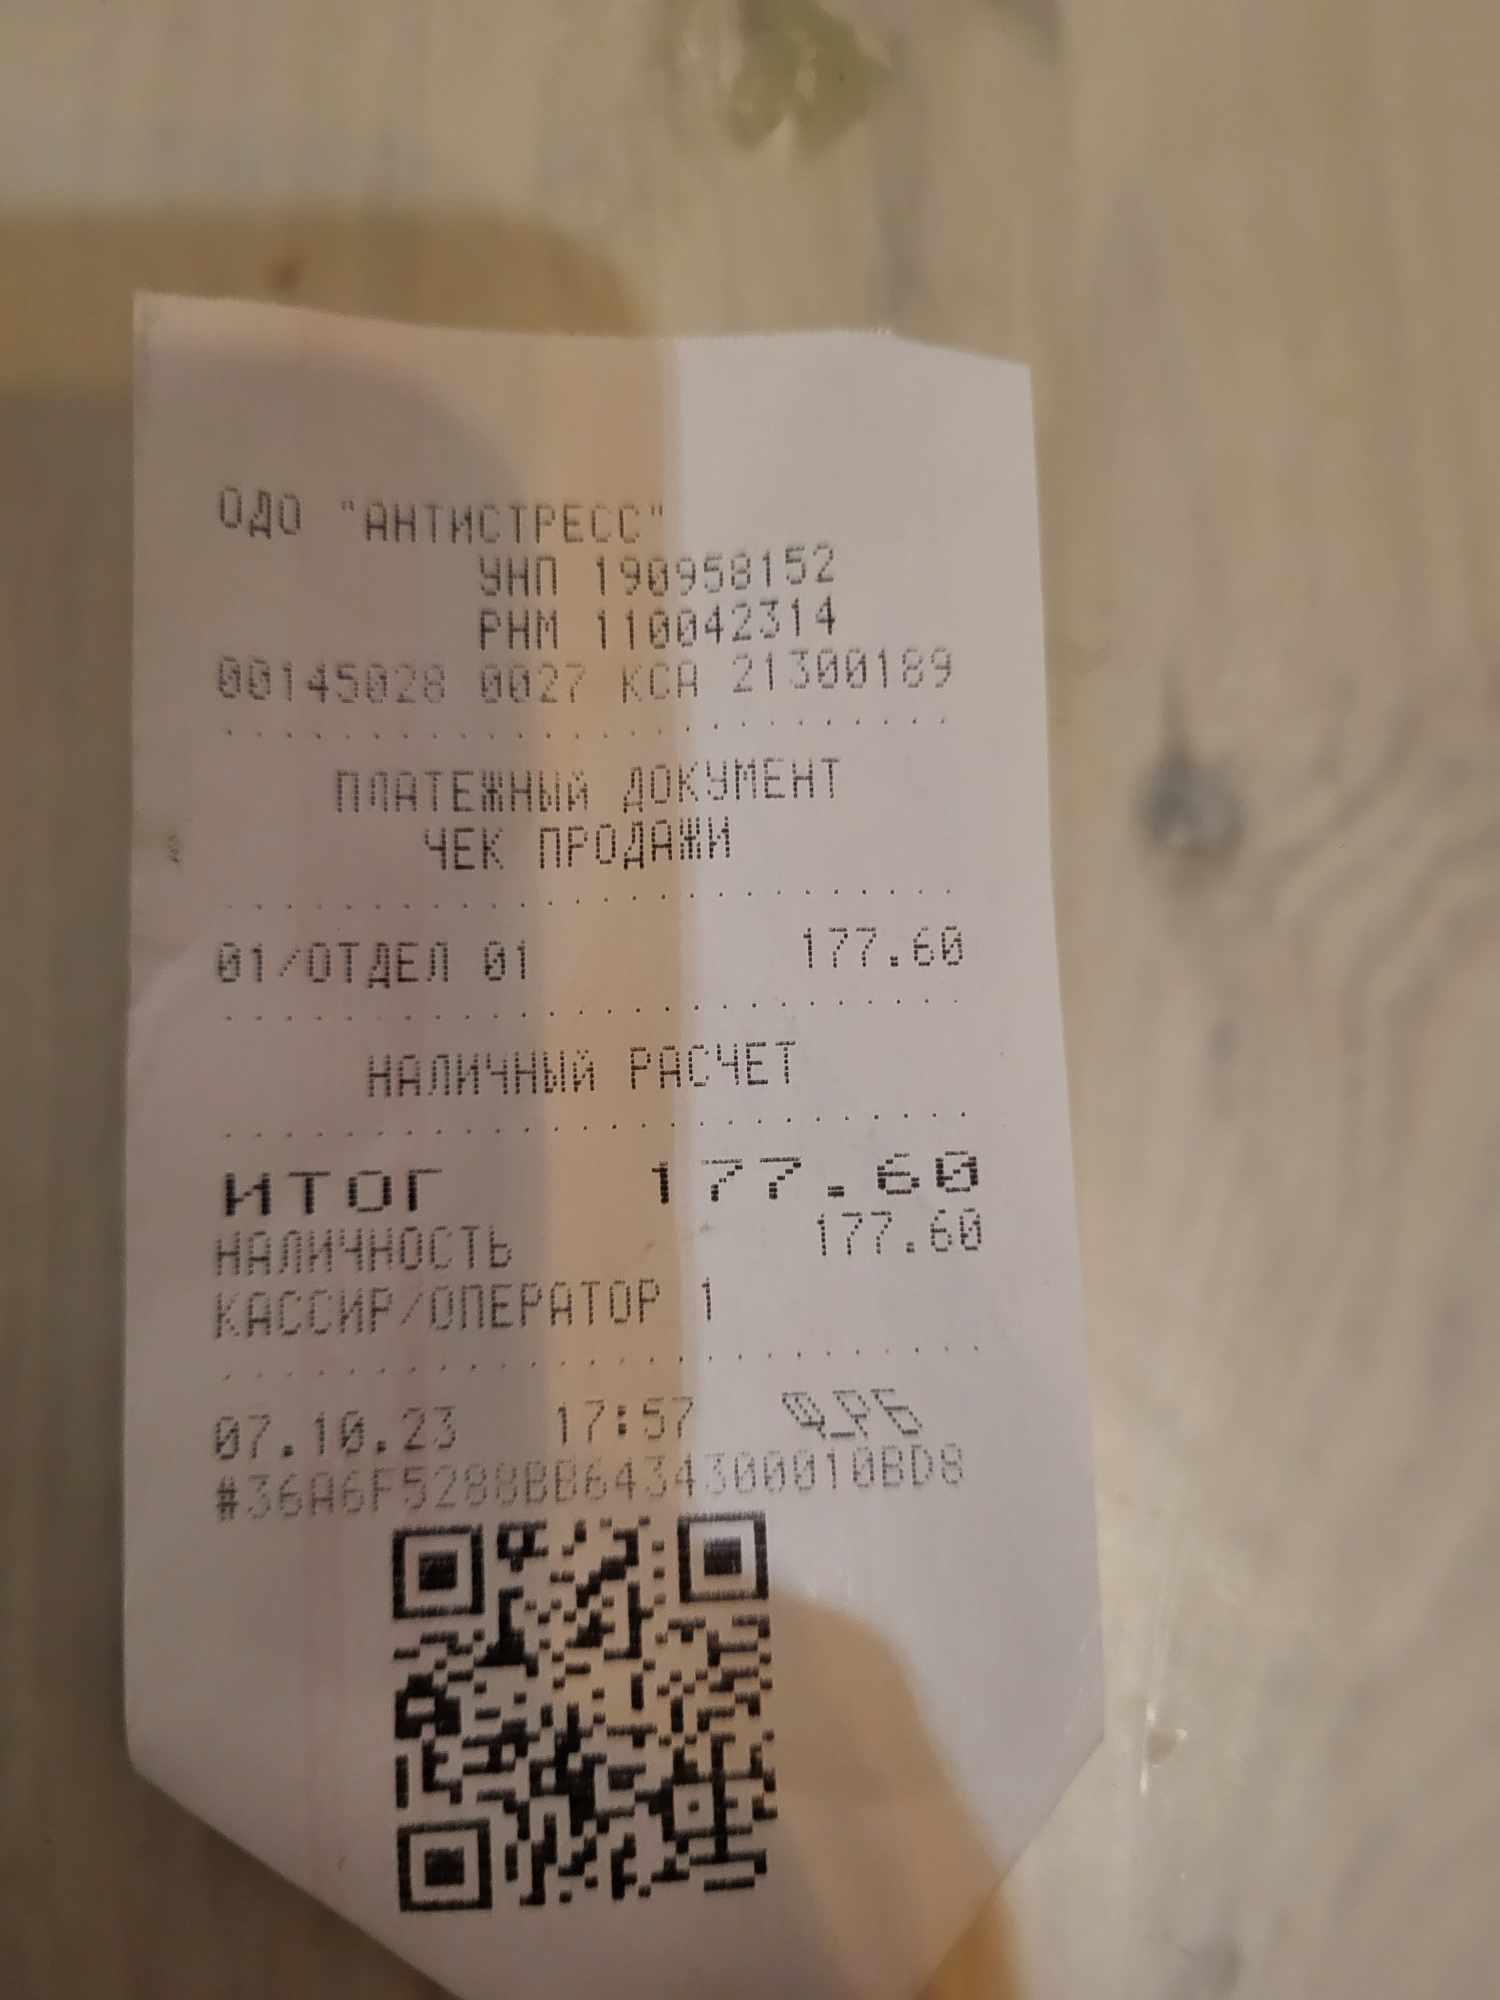 ОДО "АНТИСТРЕСС"
УНП 190958152
РНМ 110042314
00145028 0027 КСА 21300189
ПЛАТЕЖНЫЙ ДОКУМЕНТ
ЧЕК ПРОДАЖИ
01/ОТДЕЛ 01 177.60
НАЛИЧНЫЙ РАСЧЕТ
ИТОГ 177.60
НАЛИЧНОСТЬ 177.60
КАССИР/ОПЕРАТОР 1
07.10.23 17:57
#36A6F5288BB6434300010BD8